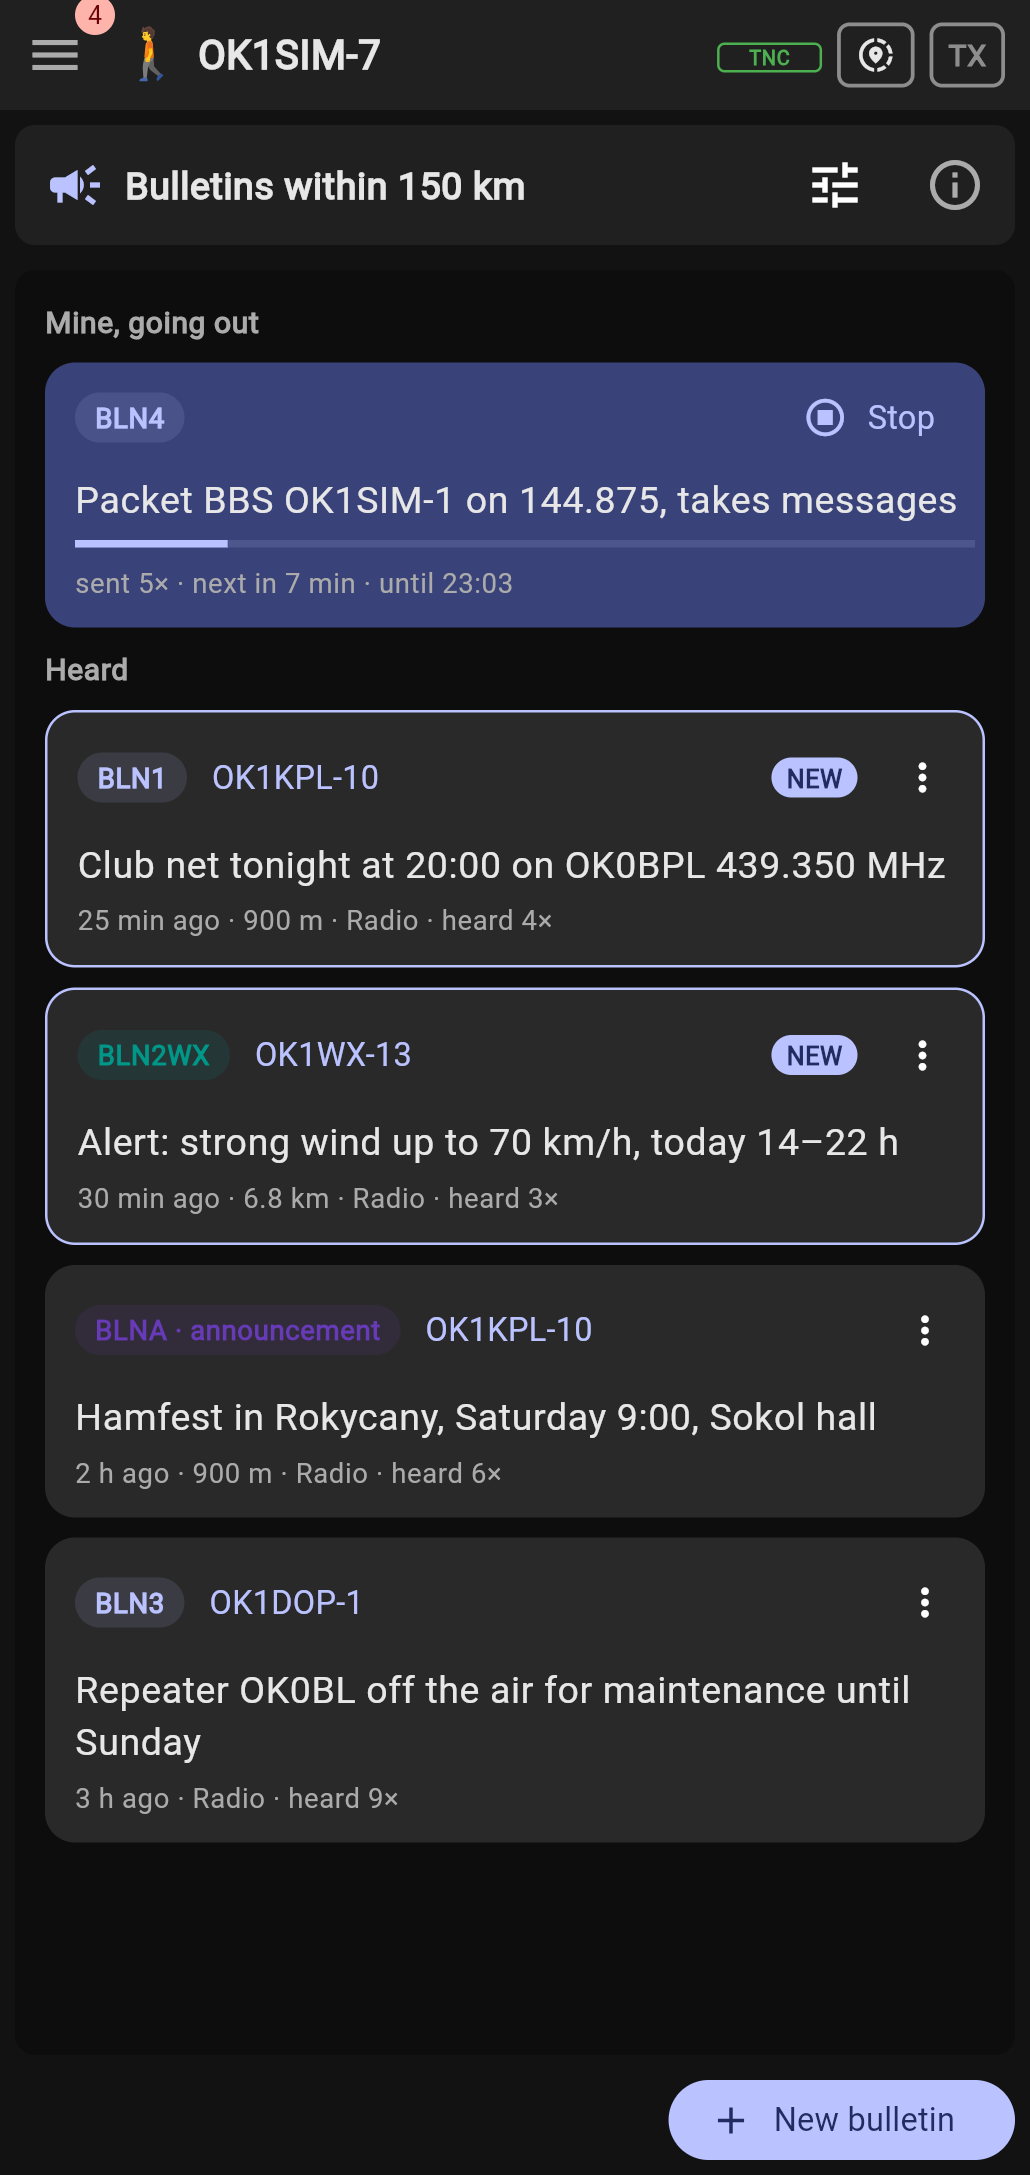 4
OK1SIM-7
TNC
TX
Bulletins within 150 km
Mine, going out
BLN4
Stop
Packet BBS OK1SIM-1 on 144.875, takes messages
sent 5× · next in 7 min · until 23:03
Heard
BLN1 OK1KPL-10 NEW
Club net tonight at 20:00 on OK0BPL 439.350 MHz
25 min ago · 900 m · Radio · heard 4×
BLN2WX OK1WX-13 NEW
Alert: strong wind up to 70 km/h, today 14–22 h
30 min ago · 6.8 km · Radio · heard 3×
BLNA · announcement OK1KPL-10
Hamfest in Rokycany, Saturday 9:00, Sokol hall
2 h ago · 900 m · Radio · heard 6×
BLN3 OK1DOP-1
Repeater OK0BL off the air for maintenance until
Sunday
3 h ago · Radio · heard 9×
New bulletin